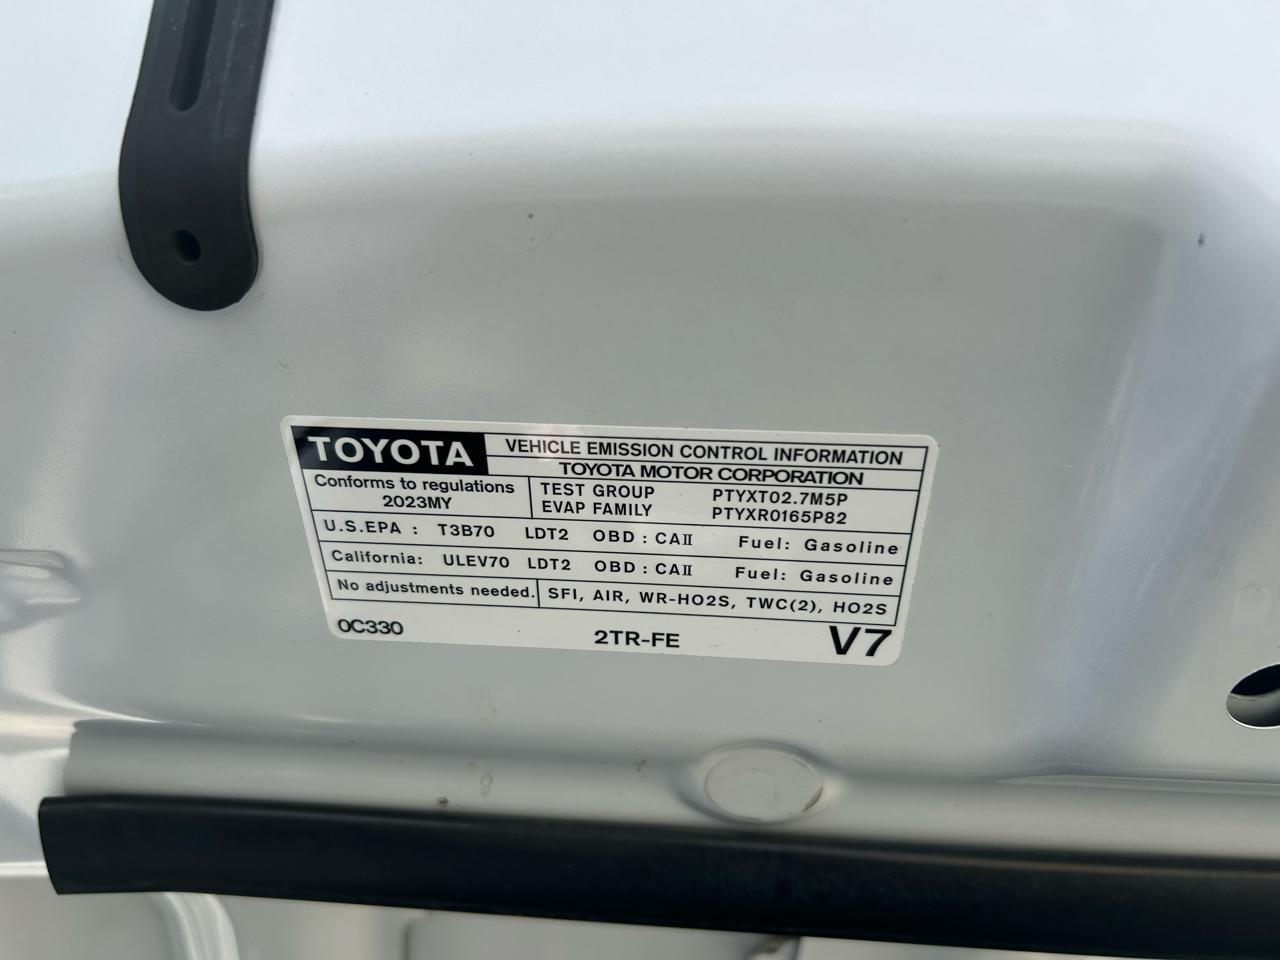 TOYOTA VEHICLE EMISSION CONTROL INFORMATION
TOYOTA MOTOR CORPORATION
Conforms to regulations
2023MY
TEST GROUP PTYXT02.7M5P
EVAP FAMILY PTYXR0165P82
U.S.EPA : T3B70 LDT2 OBD : CAII Fuel: Gasoline
California: ULEV70 LDT2 OBD : CAII Fuel: Gasoline
No adjustments needed. SFI, AIR, WR-HO2S, TWC(2), HO2S
0C330 2TR-FE V7